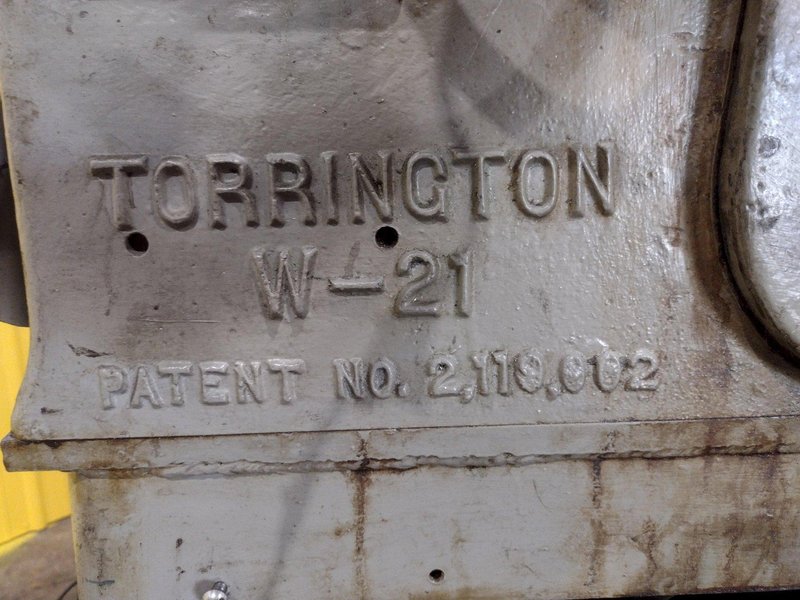 TORRINGTON
W-21
PATENT NO. 2,119,002